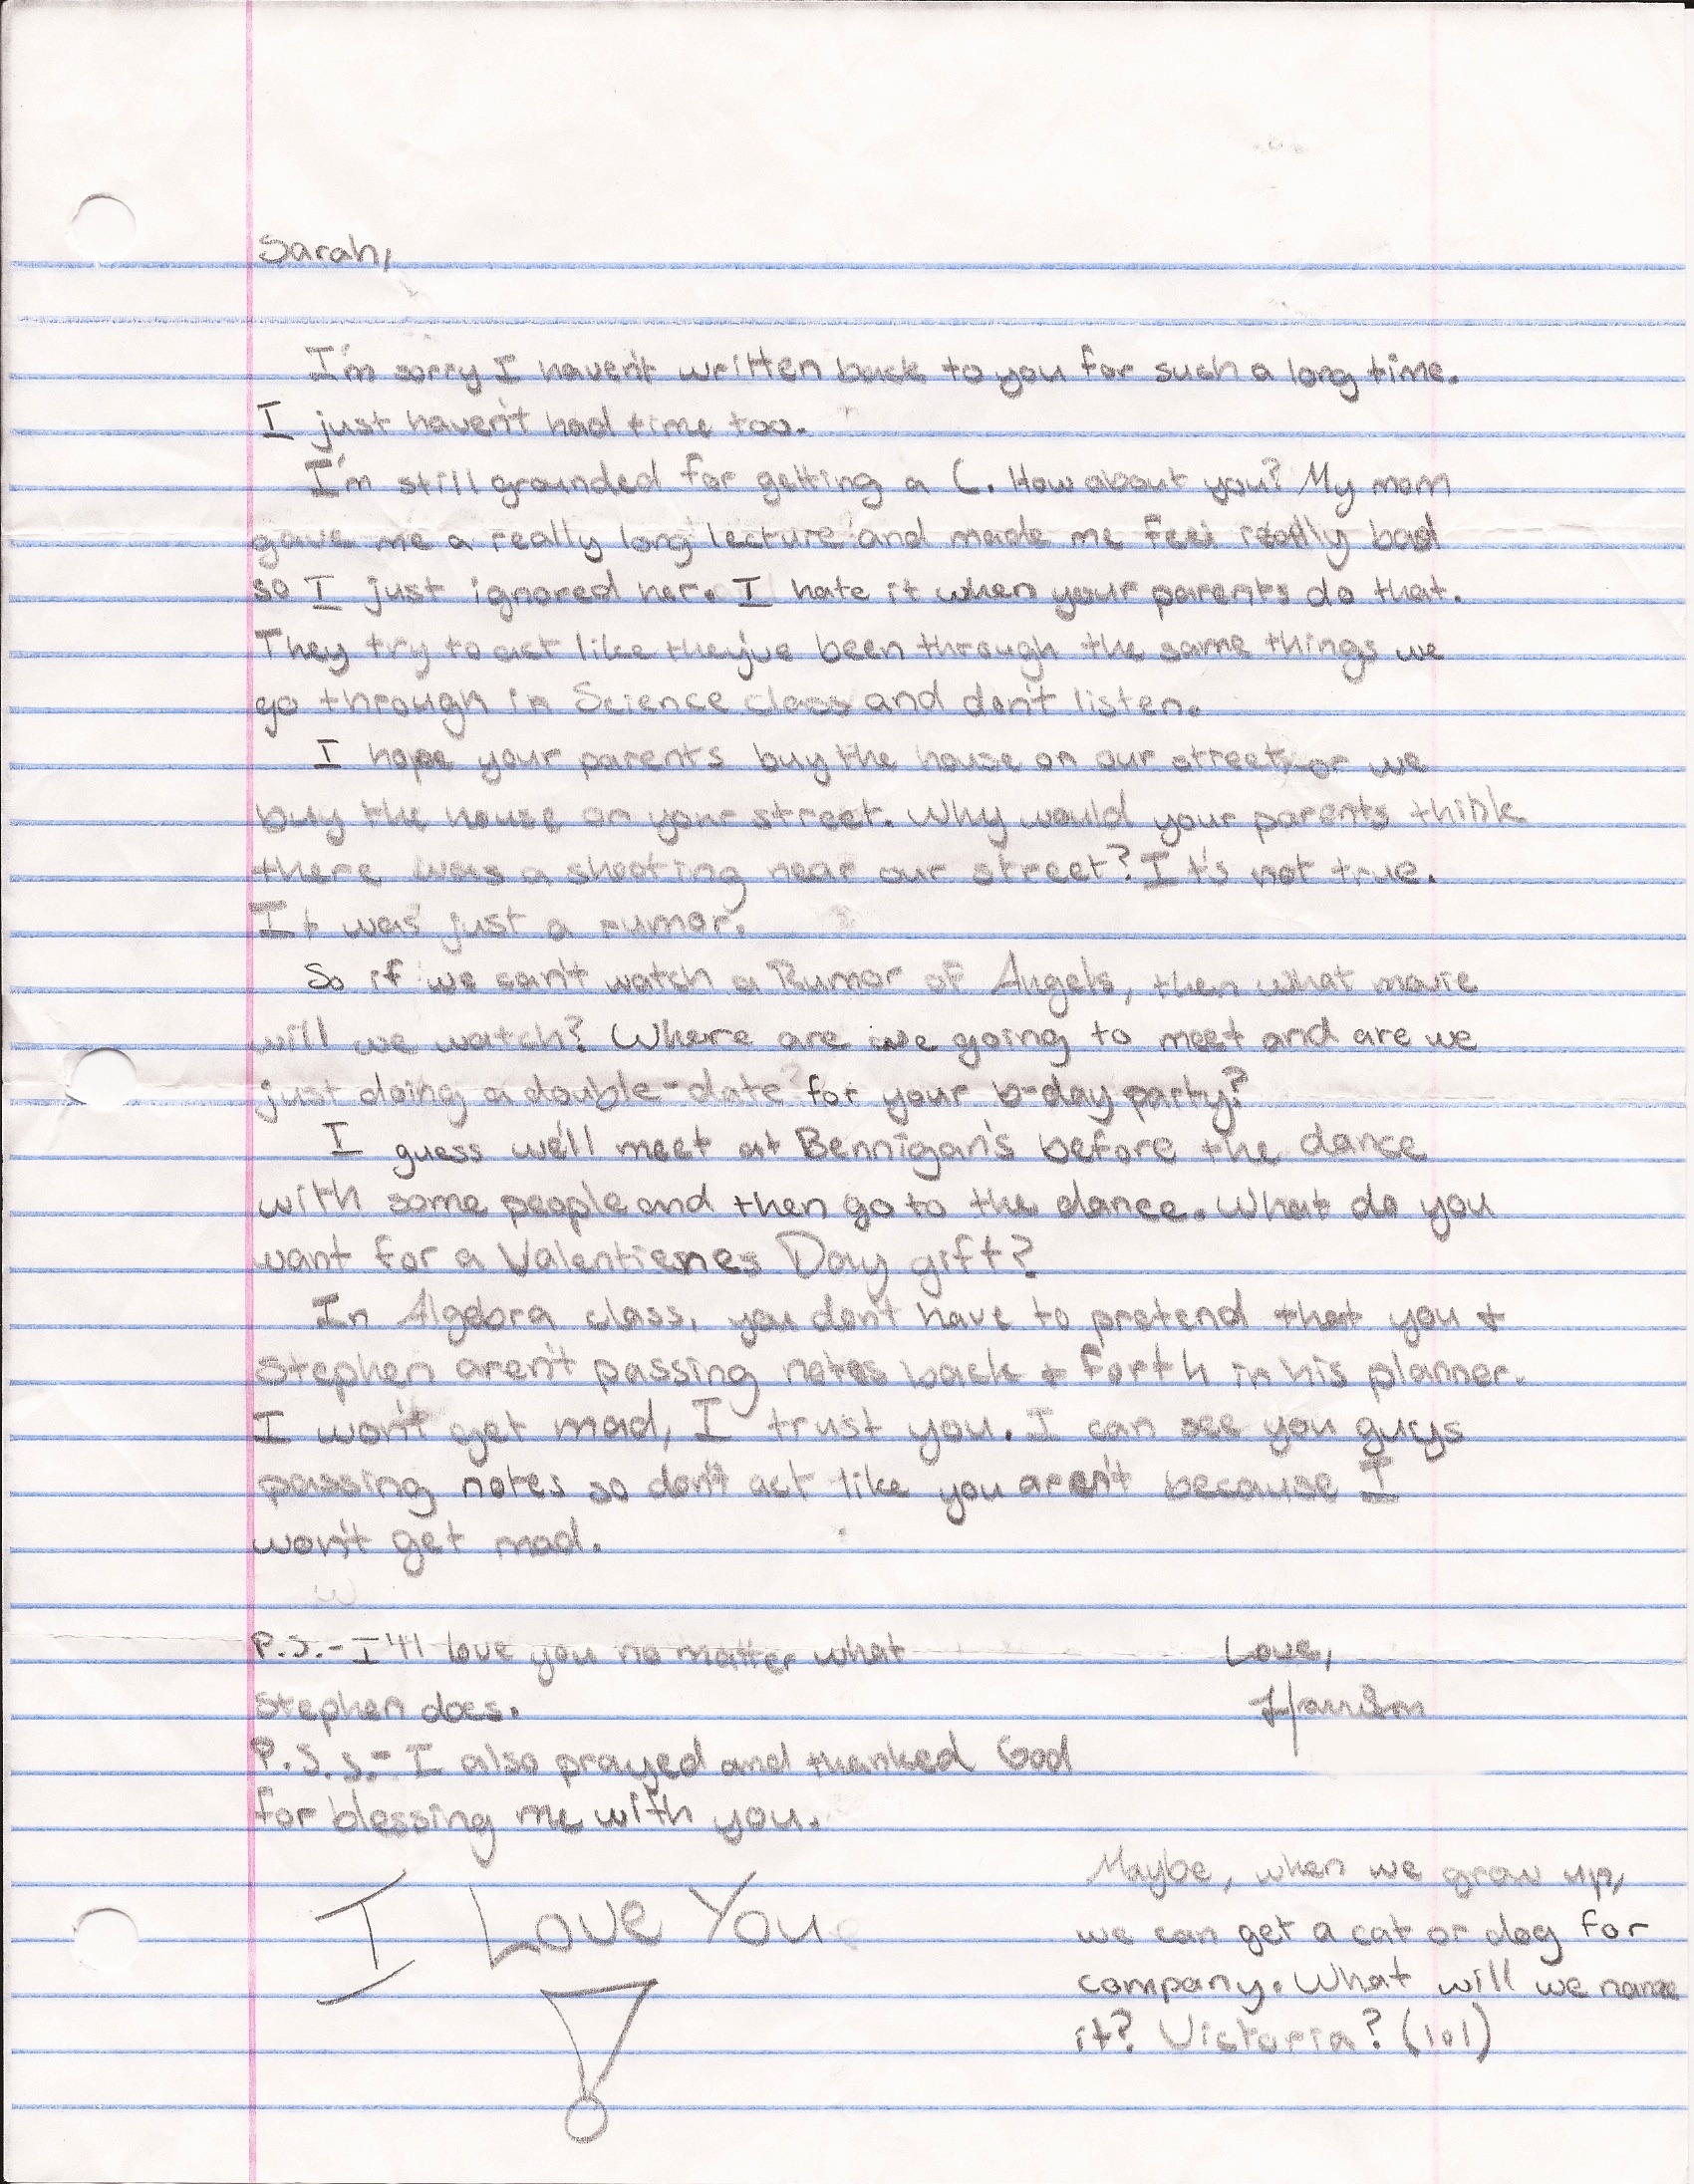 Sarah,
I'm sorry I haven't written back to you for such a long time.
I just haven't had time too.
I'm still grounded for getting a C. How about you? My mom
gave me a really long lecture and made me feel really bad
so I just ignored her. I hate it when your parents do that.
They try to act like they've been through the same things we
go through in Science class and don't listen.
I hope your parents buy the house on our street or we
buy the house on your street. Why would your parents think
there was a shooting near our street? It's not true.
It was just a rumor.
So if we can't watch a Rumor of Angels, then what movie
will we watch? Where are we going to meet and are we
just doing a double-date for your b-day party?
I guess we'll meet at Bennigan's before the dance
with some people and then go to the dance. What do you
want for a Valentienes Day gift?
In Algebra class, you don't have to pretend that you +
Stephen aren't passing notes back + forth in his planner.
I won't get mad, I trust you. I can see you guys
passing notes so don't act like you aren't because I
won't get mad.
P.S.- I'll love you no matter what
Stephen does.
Love,
Harrison
P.S.S.- I also prayed and thanked God
for blessing me with you.
I Love You!
Maybe, when we grow up,
we can get a cat or dog for
company. What will we name
it? Victoria? (lol)